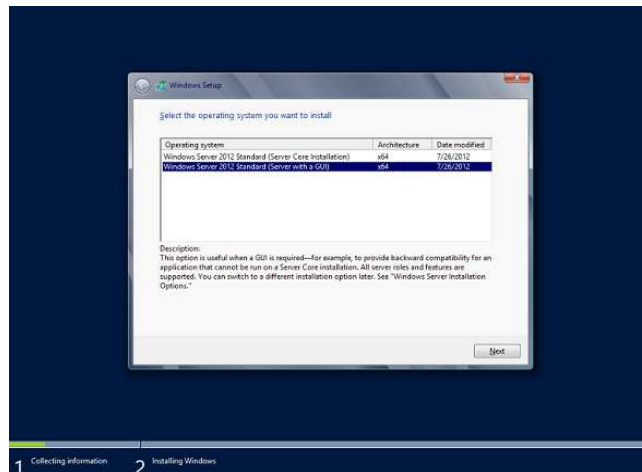 Windows Setup
Select the operating system you want to install
Operating system Architecture Date modified
Windows Server 2012 Standard (Server Core Installation) x64 7/26/2012
Windows Server 2012 Standard (Server with a GUI) x64 7/26/2012
Description:
This option is useful when a GUI is required—for example, to provide backward compatibility for an
application that cannot be run on a Server Core installation. All server roles and features are
supported. You can switch to a different installation option later. See "Windows Server Installation
Options."
Next
1 Collecting information 2 Installing Windows